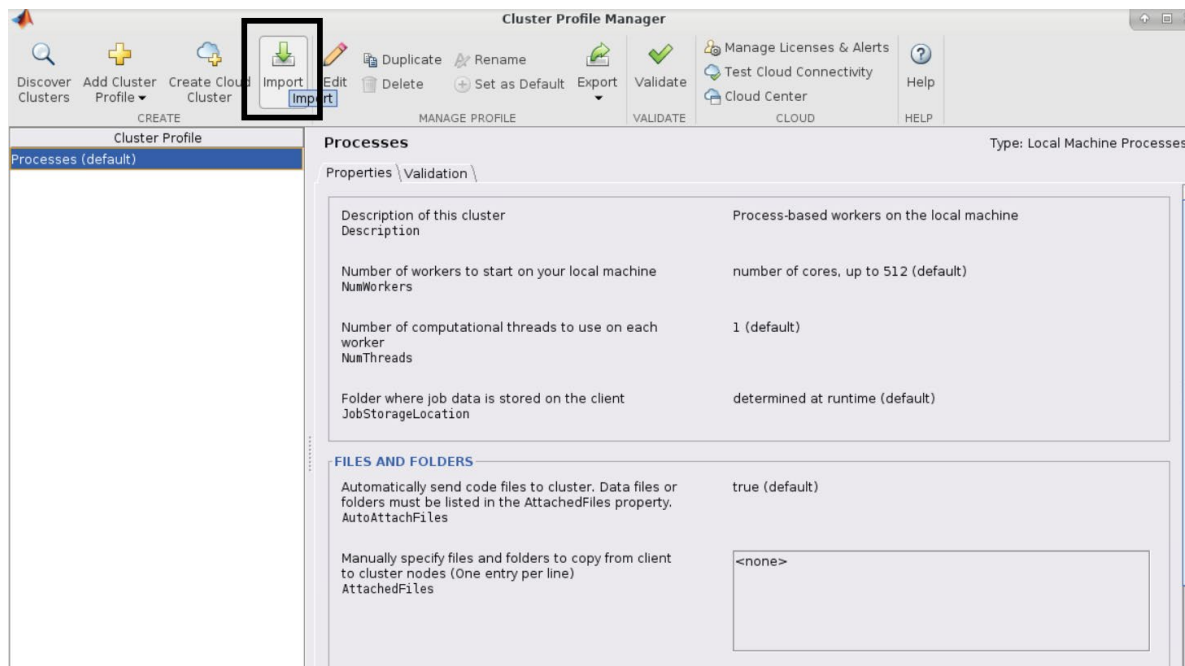 Cluster Profile Manager
Discover Clusters
Add Cluster Profile
Create Cloud Cluster
Import
Import
Edit
Duplicate
Delete
Rename
Set as Default
Export
Validate
Manage Licenses & Alerts
Test Cloud Connectivity
Cloud Center
Help
CREATE
MANAGE PROFILE
VALIDATE
CLOUD
HELP
Cluster Profile
Processes (default)
Processes
Type: Local Machine Processes
Properties
Validation
Description of this cluster
Description
Process-based workers on the local machine
Number of workers to start on your local machine
NumWorkers
number of cores, up to 512 (default)
Number of computational threads to use on each
worker
NumThreads
1 (default)
Folder where job data is stored on the client
JobStorageLocation
determined at runtime (default)
FILES AND FOLDERS
Automatically send code files to cluster. Data files or
folders must be listed in the AttachedFiles property.
AutoAttachFiles
true (default)
Manually specify files and folders to copy from client
to cluster nodes (One entry per line)
AttachedFiles
<none>